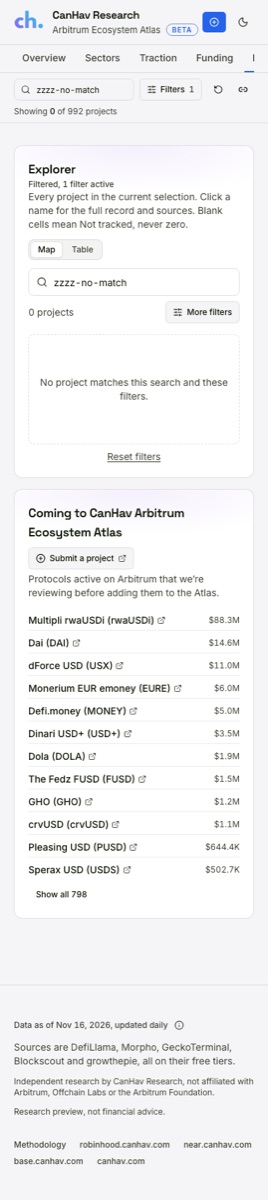 ch.
CanHav Research
Arbitrum Ecosystem Atlas BETA
Overview Sectors Traction Funding
zzzz-no-match Filters 1
Showing 0 of 992 projects
Explorer
Filtered, 1 filter active
Every project in the current selection. Click a
name for the full record and sources. Blank
cells mean Not tracked, never zero.
Map Table
zzzz-no-match
0 projects More filters
No project matches this search and these
filters.
Reset filters
Coming to CanHav Arbitrum
Ecosystem Atlas
Submit a project
Protocols active on Arbitrum that we're
reviewing before adding them to the Atlas.
Multipli rwaUSDi (rwaUSDi) $88.3M
Dai (DAI) $14.6M
dForce USD (USX) $11.0M
Monerium EUR emoney (EURE) $6.0M
Defi.money (MONEY) $5.0M
Dinari USD+ (USD+) $3.5M
Dola (DOLA) $1.9M
The Fedz FUSD (FUSD) $1.5M
GHO (GHO) $1.2M
crvUSD (crvUSD) $1.1M
Pleasing USD (PUSD) $644.4K
Sperax USD (USDS) $502.7K
Show all 798
Data as of Nov 16, 2026, updated daily
Sources are DefiLlama, Morpho, GeckoTerminal,
Blockscout and growthepie, all on their free tiers.
Independent research by CanHav Research, not affiliated with
Arbitrum, Offchain Labs or the Arbitrum Foundation.
Research preview, not financial advice.
Methodology robinhood.canhav.com near.canhav.com
base.canhav.com canhav.com